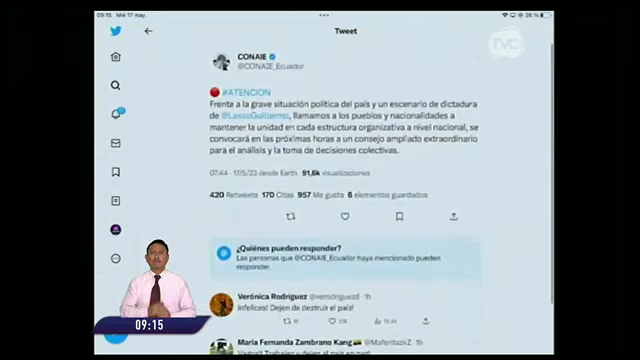 09:15 Mié 17 may.
26 %
Tweet
TVC
CONAIE
@CONAIE_Ecuador
#ATENCION
Frente a la grave situación política del país y un escenario de dictadura
de @LassoGuillermo, llamamos a los pueblos y nacionalidades a
mantener la unidad en cada estructura organizativa a nivel nacional, se
convocará en las próximas horas a un consejo ampliado extraordinario
para el análisis y la toma de decisiones colectivas.
07:44 · 17/5/23 desde Earth · 91,6k visualizaciones
420 Retweets 170 Citas 957 Me gusta 6 elementos guardados
¿Quiénes pueden responder?
Las personas que @CONAIE_Ecuador haya mencionado pueden
responder
Verónica Rodríguez · 1h
Infelices! Dejen de destruir el país!
María Fernanda Zambrano Kang · 1h
09:15